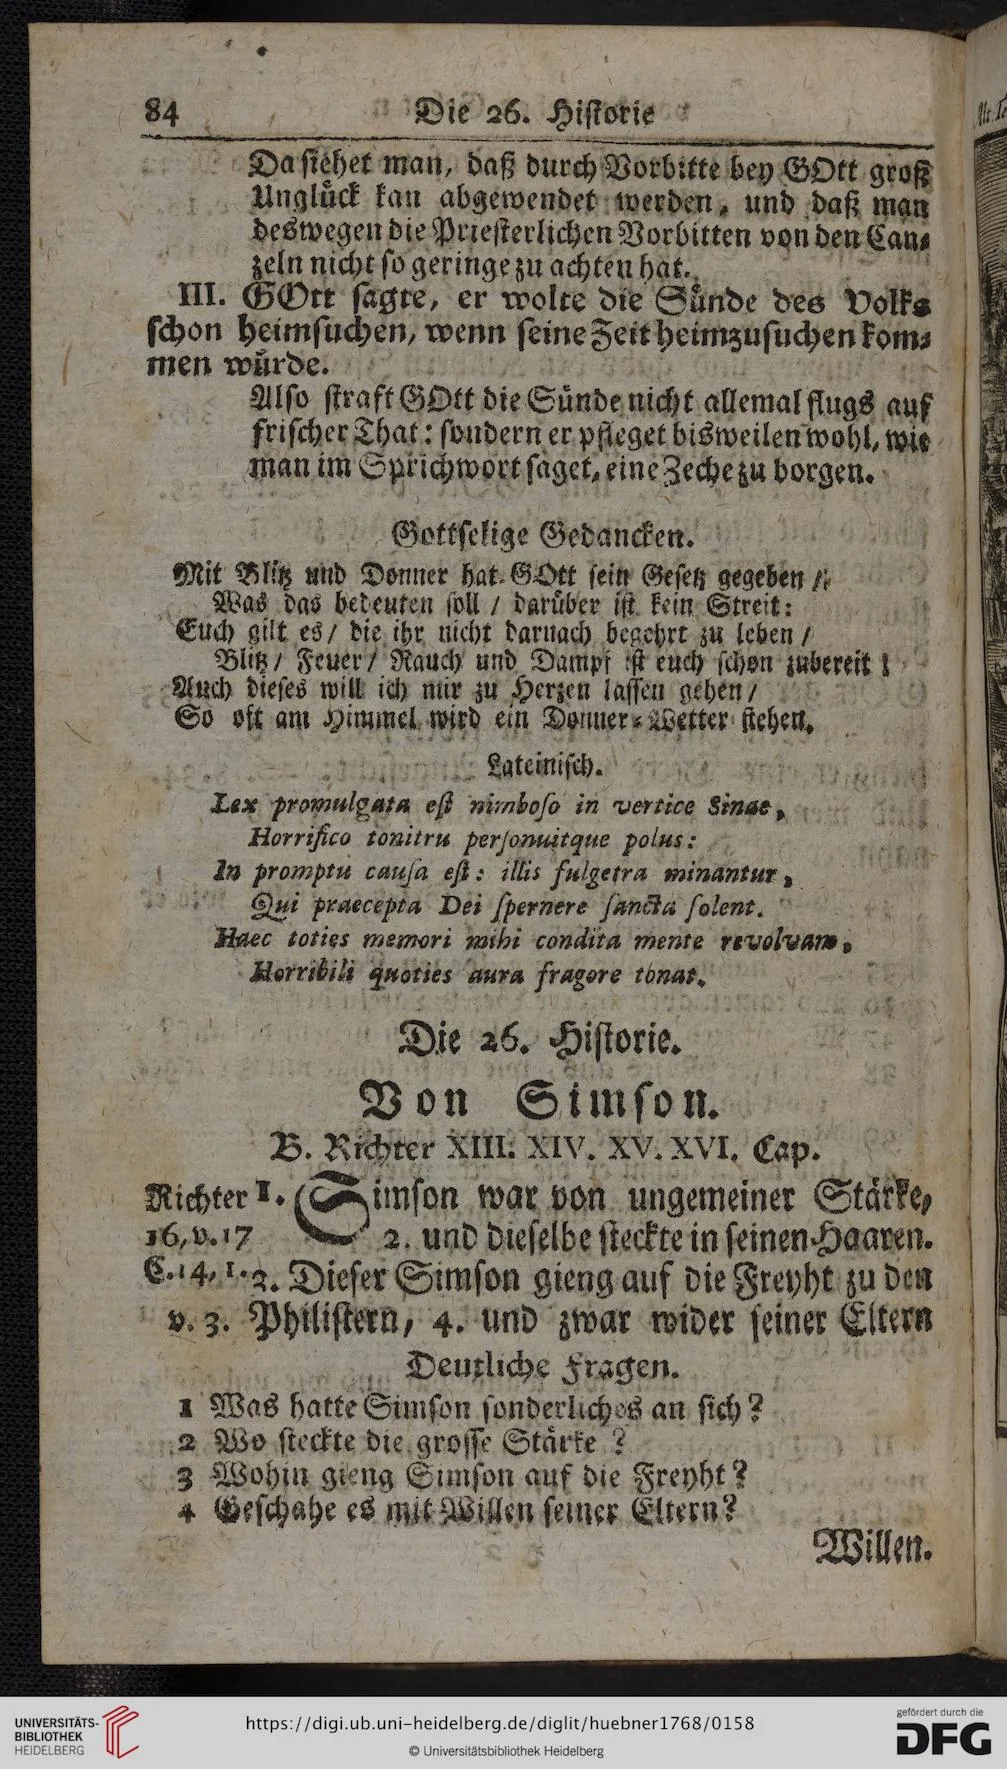 84 Die 26. Historie
Da siehet man, daß durch Vorbitte bey GOtt groß
Unglück kan abgewendet werden, und daß man
deswegen die Priesterlichen Vorbitten von den Can-
zeln nicht so geringe zu achten hat.
III. GOtt sagte, er wolte die Sünde des Volks
schon heimsuchen, wenn seine Zeit heimzusuchen kom-
men würde.
Also straft GOtt die Sünde nicht allemal flugs auf
frischer That: sondern er pfleget bisweilen wohl, wie
man im Sprichwort saget, eine Zeche zu borgen.
Gottselige Gedancken.
Mit Blitz und Donner hat GOtt sein Gesetz gegeben /
Was das bedeuten soll / darüber ist kein Streit:
Euch gilt es / die ihr nicht darnach begehrt zu leben /
Blitz / Feuer / Rauch und Dampf ist euch schon zubereit!
Auch dieses will ich mir zu Herzen lassen gehen /
So oft am Himmel wird ein Donner-Wetter stehen.
Lateinisch.
Lex promulgata eſt nimboſo in vertice Sinae,
Horrifico tonitru perſonuitque polus:
In promptu cauſa eſt: illis fulgetra minantur,
Qui praecepta Dei ſpernere ſancta ſolent.
Haec toties memori mihi condita mente revolvam,
Horribili quoties aura fragore tonat.
Die 26. Historie.
Von Simson.
B. Richter XIII. XIV. XV. XVI. Cap.
Richter 1. Simson war von ungemeiner Stärke,
16, v. 17 2. und dieselbe steckte in seinen Haaren.
C. 14, 1. 3. Dieser Simson gieng auf die Freyht zu den
v. 3. Philistern, 4. und zwar wider seiner Eltern
Deutliche Fragen.
1 Was hatte Simson sonderliches an sich?
2 Wo steckte die grosse Stärke?
3 Wohin gieng Simson auf die Freyht?
4 Geschahe es mit Willen seiner Eltern?
Willen.
UNIVERSITÄTS-
BIBLIOTHEK
HEIDELBERG
https://digi.ub.uni-heidelberg.de/diglit/huebner1768/0158
© Universitätsbibliothek Heidelberg
gefördert durch die
DFG